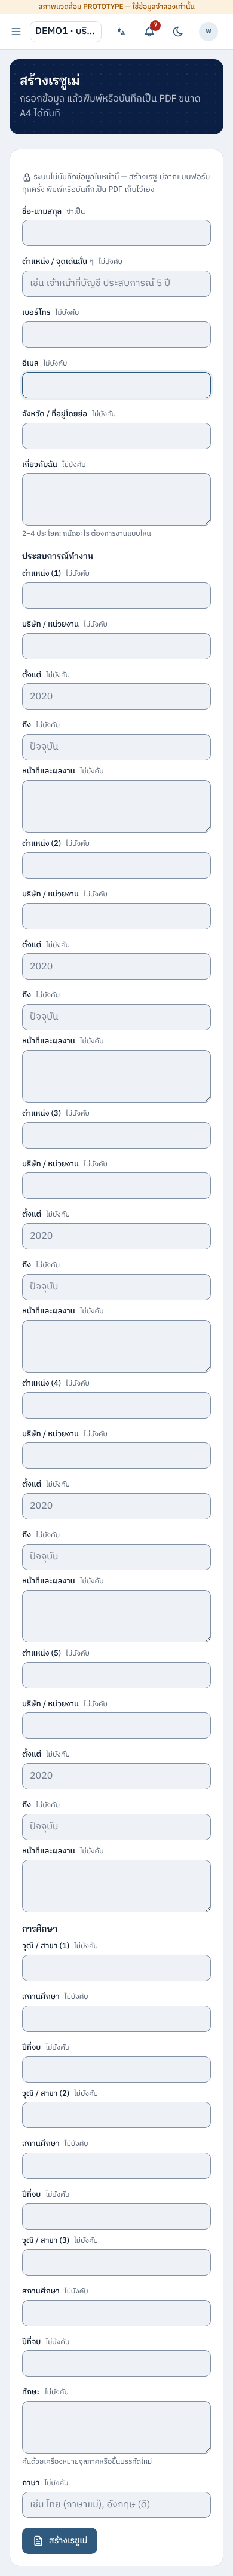 สภาพแวดล้อม PROTOTYPE — ใช้ข้อมูลจำลองเท่านั้น
DEMO1 · บริ...
7
พ
สร้างเรซูเม่
กรอกข้อมูล แล้วพิมพ์หรือบันทึกเป็น PDF ขนาด
A4 ได้ทันที
ระบบไม่บันทึกข้อมูลในหน้านี้ — สร้างเรซูเม่จากแบบฟอร์ม
ทุกครั้ง พิมพ์หรือบันทึกเป็น PDF เก็บไว้เอง
ชื่อ-นามสกุล จำเป็น
ตำแหน่ง / จุดเด่นสั้น ๆ ไม่บังคับ
เช่น เจ้าหน้าที่บัญชี ประสบการณ์ 5 ปี
เบอร์โทร ไม่บังคับ
อีเมล ไม่บังคับ
จังหวัด / ที่อยู่โดยย่อ ไม่บังคับ
เกี่ยวกับฉัน ไม่บังคับ
2–4 ประโยค: ถนัดอะไร ต้องการงานแบบไหน
ประสบการณ์ทำงาน
ตำแหน่ง (1) ไม่บังคับ
บริษัท / หน่วยงาน ไม่บังคับ
ตั้งแต่ ไม่บังคับ
2020
ถึง ไม่บังคับ
ปัจจุบัน
หน้าที่และผลงาน ไม่บังคับ
ตำแหน่ง (2) ไม่บังคับ
บริษัท / หน่วยงาน ไม่บังคับ
ตั้งแต่ ไม่บังคับ
2020
ถึง ไม่บังคับ
ปัจจุบัน
หน้าที่และผลงาน ไม่บังคับ
ตำแหน่ง (3) ไม่บังคับ
บริษัท / หน่วยงาน ไม่บังคับ
ตั้งแต่ ไม่บังคับ
2020
ถึง ไม่บังคับ
ปัจจุบัน
หน้าที่และผลงาน ไม่บังคับ
ตำแหน่ง (4) ไม่บังคับ
บริษัท / หน่วยงาน ไม่บังคับ
ตั้งแต่ ไม่บังคับ
2020
ถึง ไม่บังคับ
ปัจจุบัน
หน้าที่และผลงาน ไม่บังคับ
ตำแหน่ง (5) ไม่บังคับ
บริษัท / หน่วยงาน ไม่บังคับ
ตั้งแต่ ไม่บังคับ
2020
ถึง ไม่บังคับ
ปัจจุบัน
หน้าที่และผลงาน ไม่บังคับ
การศึกษา
วุฒิ / สาขา (1) ไม่บังคับ
สถานศึกษา ไม่บังคับ
ปีที่จบ ไม่บังคับ
วุฒิ / สาขา (2) ไม่บังคับ
สถานศึกษา ไม่บังคับ
ปีที่จบ ไม่บังคับ
วุฒิ / สาขา (3) ไม่บังคับ
สถานศึกษา ไม่บังคับ
ปีที่จบ ไม่บังคับ
ทักษะ ไม่บังคับ
คั่นด้วยเครื่องหมายจุลภาคหรือขึ้นบรรทัดใหม่
ภาษา ไม่บังคับ
เช่น ไทย (ภาษาแม่), อังกฤษ (ดี)
สร้างเรซูเม่